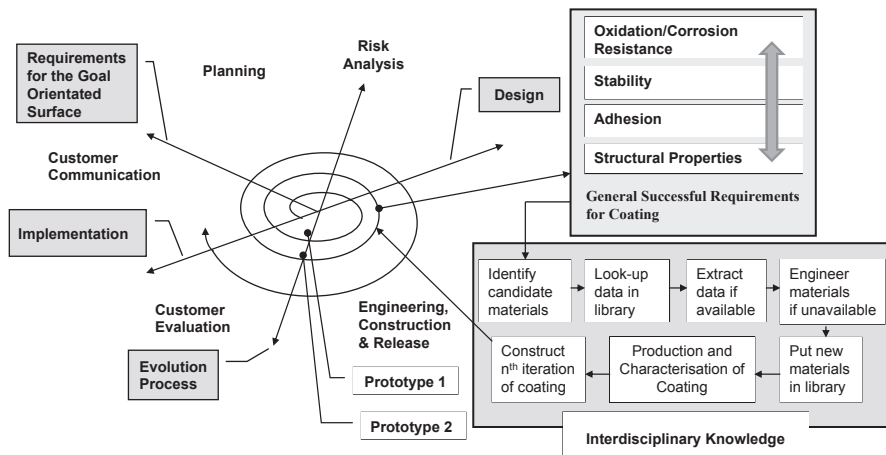 Requirements
for the Goal
Orientated
Surface
Planning
Risk
Analysis
Design
Customer
Communication
Implementation
Customer
Evaluation
Evolution
Process
Engineering,
Construction
& Release
Prototype 1
Prototype 2
Oxidation/Corrosion
Resistance
Stability
Adhesion
Structural Properties
General Successful Requirements
for Coating
Identify
candidate
materials
Look-up
data in
library
Extract
data if
available
Engineer
materials
if unavailable
Put new
materials
in library
Production and
Characterisation of
Coating
Construct
nth iteration
of coating
Interdisciplinary Knowledge